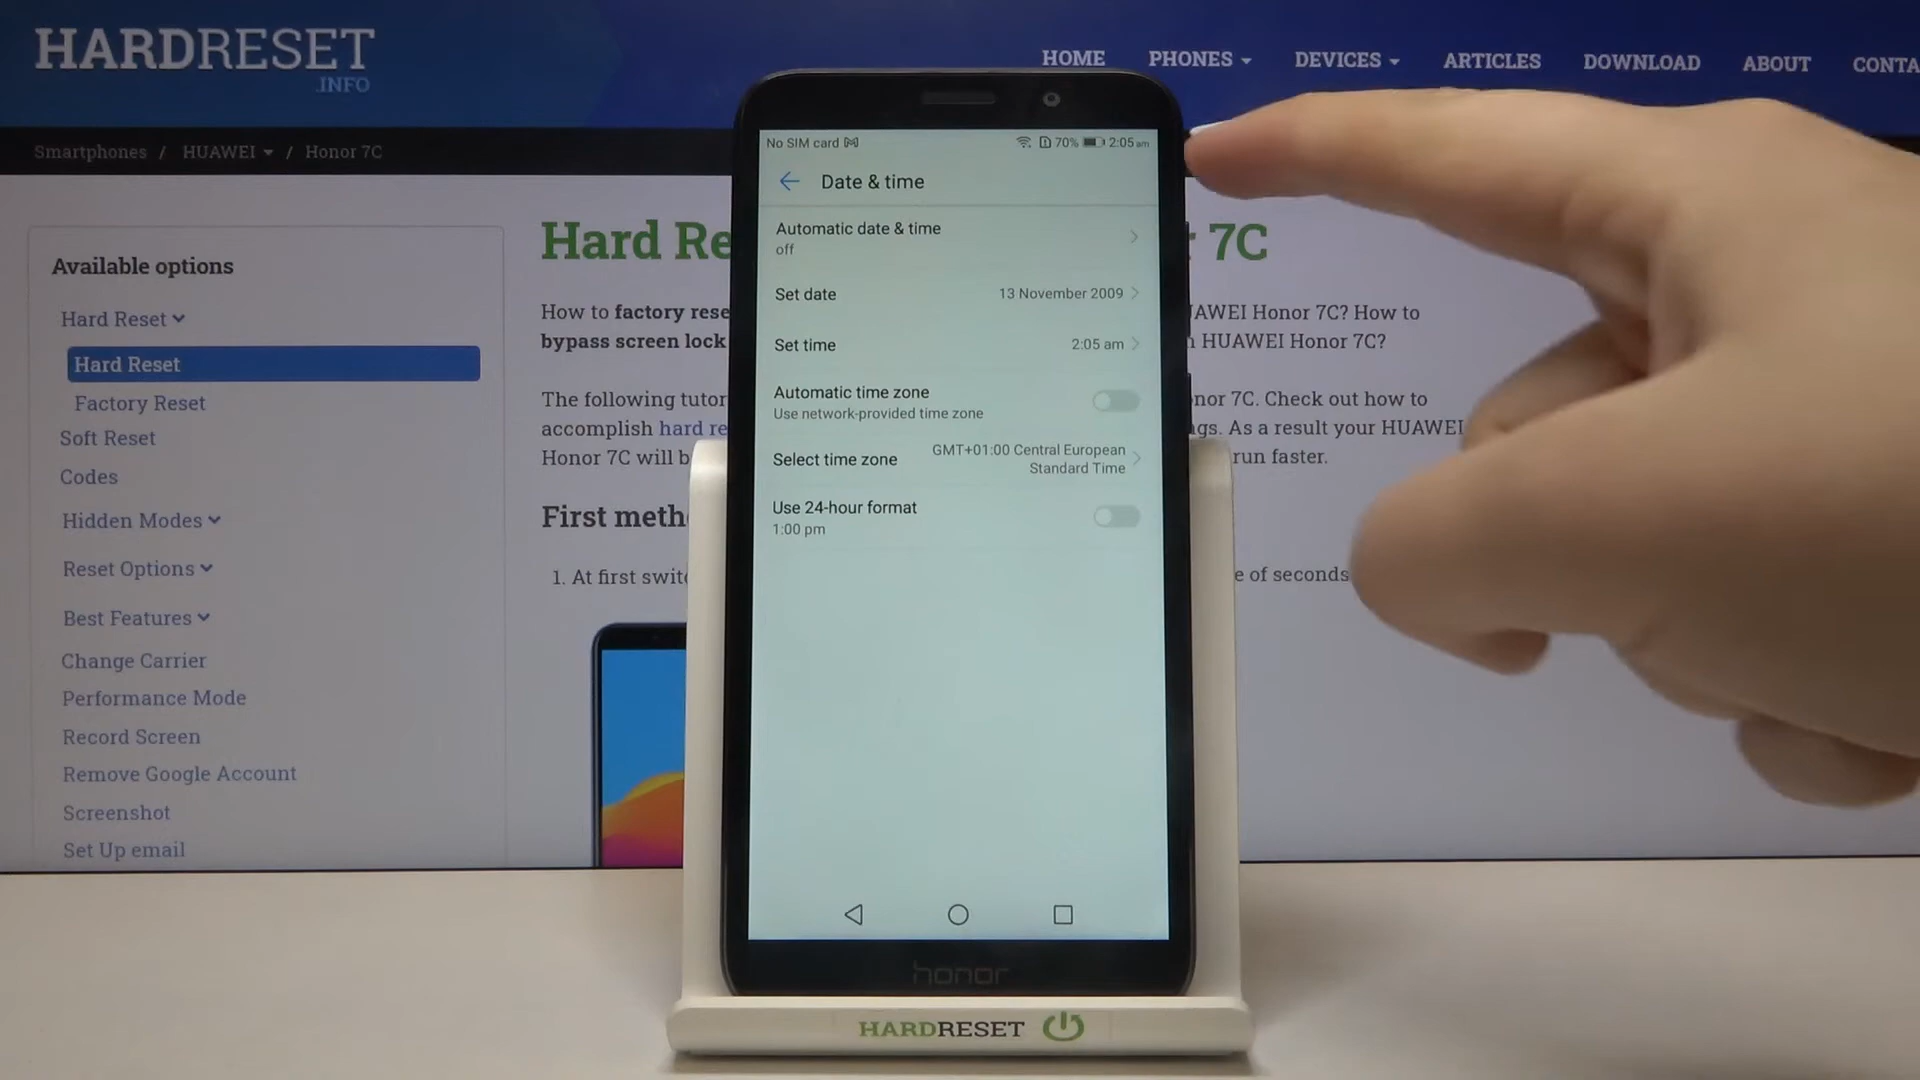 HARDRESET
.INFO
HOME PHONES DEVICES ARTICLES DOWNLOAD ABOUT CONTA
Smartphones / HUAWEI / Honor 7C
Available options
Hard Reset
Hard Reset
Factory Reset
Soft Reset
Codes
Hidden Modes
Reset Options
Best Features
Change Carrier
Performance Mode
Record Screen
Remove Google Account
Screenshot
Set Up email
Hard Re 7C
How to factory rese AWEI Honor 7C? How to
bypass screen lock HUAWEI Honor 7C?
The following tutor nor 7C. Check out how to
accomplish hard re ngs. As a result your HUAWEI
Honor 7C will b run faster.
First meth
1. At first swit e of seconds
No SIM card 70% 2:05 am
Date & time
Automatic date & time
off
Set date 13 November 2009
Set time 2:05 am
Automatic time zone
Use network-provided time zone
Select time zone GMT+01:00 Central European
Standard Time
Use 24-hour format
1:00 pm
honor
HARDRESET